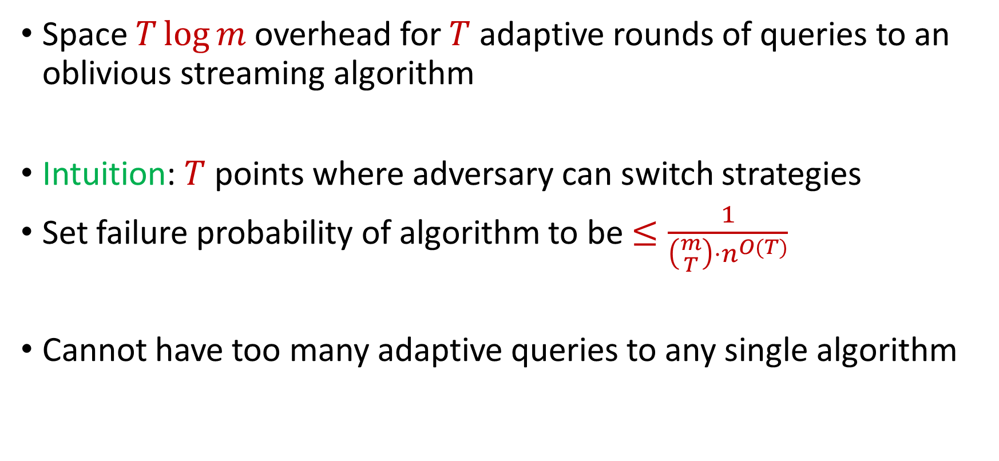 • Space T log m overhead for T adaptive rounds of queries to an
oblivious streaming algorithm
• Intuition: T points where adversary can switch strategies
• Set failure probability of algorithm to be ≤ \frac{1}{\binom{m}{T} \cdot n^{O(T)}}
• Cannot have too many adaptive queries to any single algorithm